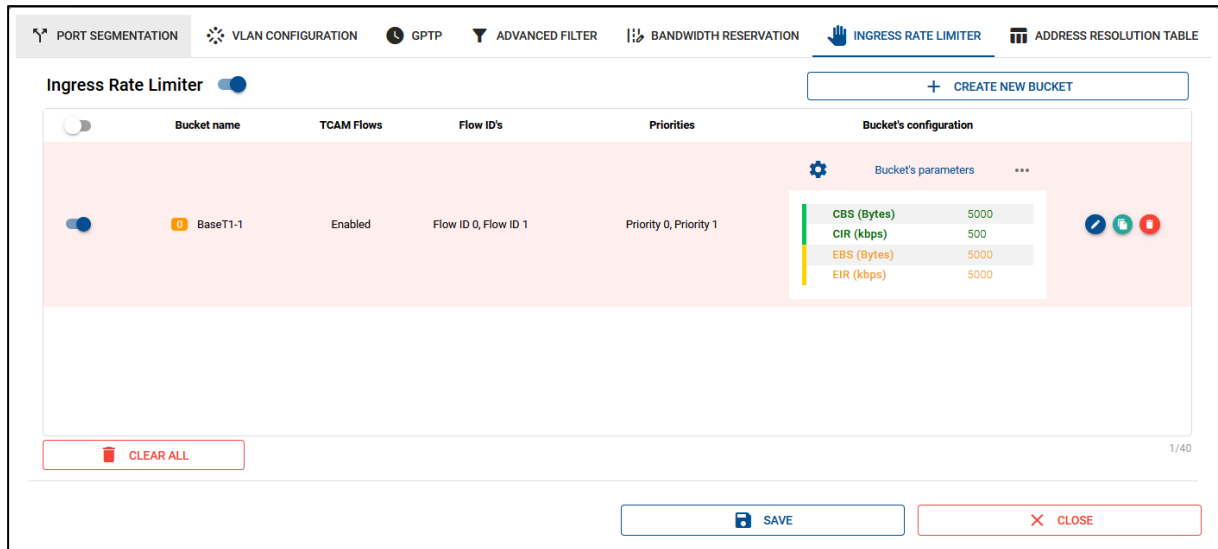 PORT SEGMENTATION VLAN CONFIGURATION GPTP ADVANCED FILTER BANDWIDTH RESERVATION INGRESS RATE LIMITER ADDRESS RESOLUTION TABLE
Ingress Rate Limiter CREATE NEW BUCKET
Bucket name TCAM Flows Flow ID's Priorities Bucket's configuration
Bucket's parameters
0 BaseT1-1 Enabled Flow ID 0, Flow ID 1 Priority 0, Priority 1
CBS (Bytes) 5000
CIR (kbps) 500
EBS (Bytes) 5000
EIR (kbps) 5000
CLEAR ALL 1/40
SAVE CLOSE